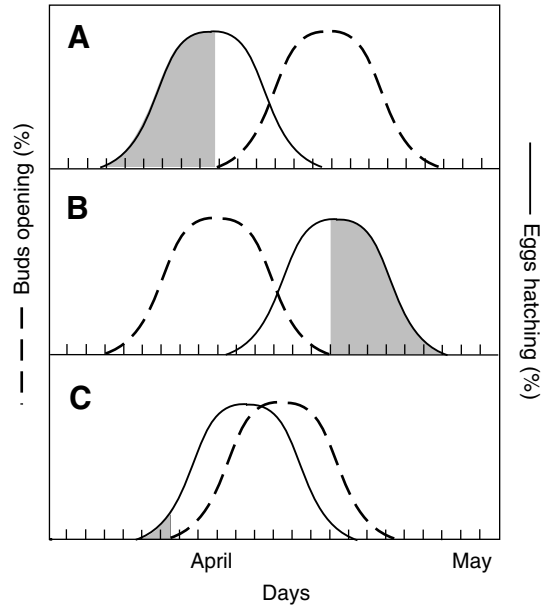 A
B
C
Buds opening (%)
Eggs hatching (%)
April
May
Days